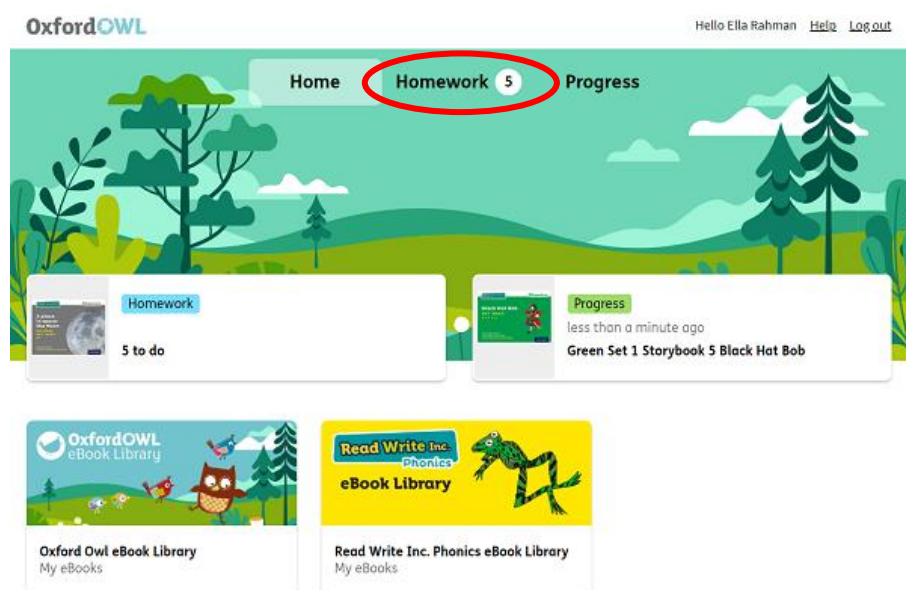 OxfordOWL
Hello Ella Rahman Help Log out
Home Homework 5 Progress
Homework
5 to do
Progress
less than a minute ago
Green Set 1 Storybook 5 Black Hat Bob
OxfordOWL
eBook Library
Read Write Inc.
Phonics
eBook Library
Oxford Owl eBook Library
My eBooks
Read Write Inc. Phonics eBook Library
My eBooks